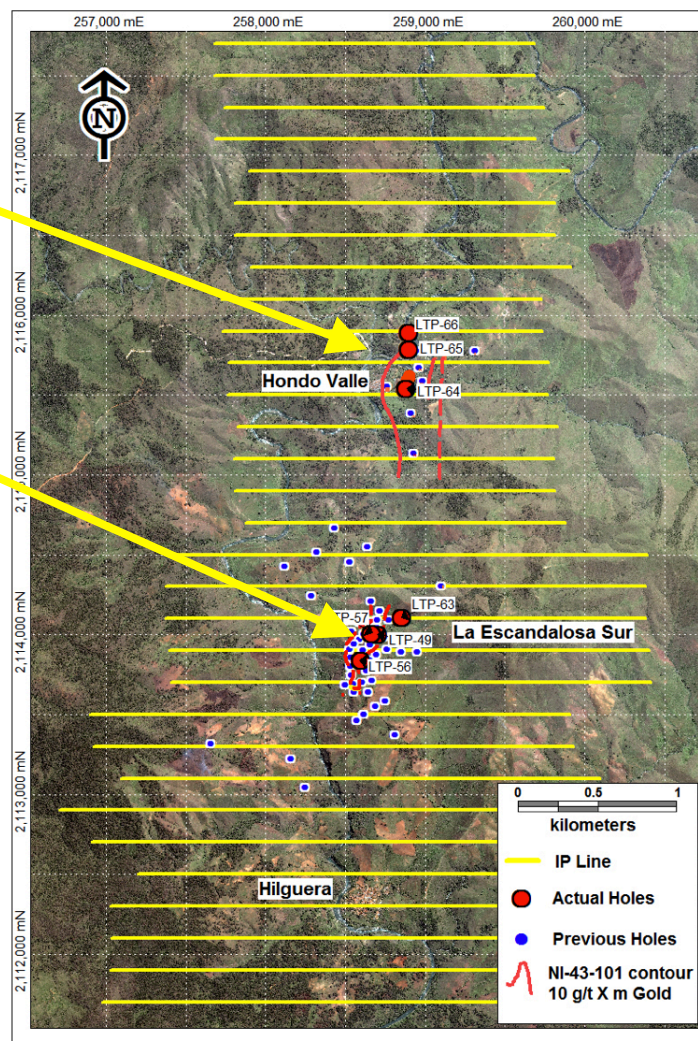 257,000 mE 258,000 mE 259,000 mE 260,000 mE
N
2,117,000 mN
2,116,000 mN
LTP-66
LTP-65
Hondo Valle
LTP-64
2,115,000 mN
LTP-63
LTP-57
La Escandalosa Sur
LTP-49
2,114,000 mN
LTP-56
2,113,000 mN
0 0.5 1
kilometers
IP Line
Hilguera
Actual Holes
Previous Holes
NI-43-101 contour
10 g/t X m Gold
2,112,000 mN